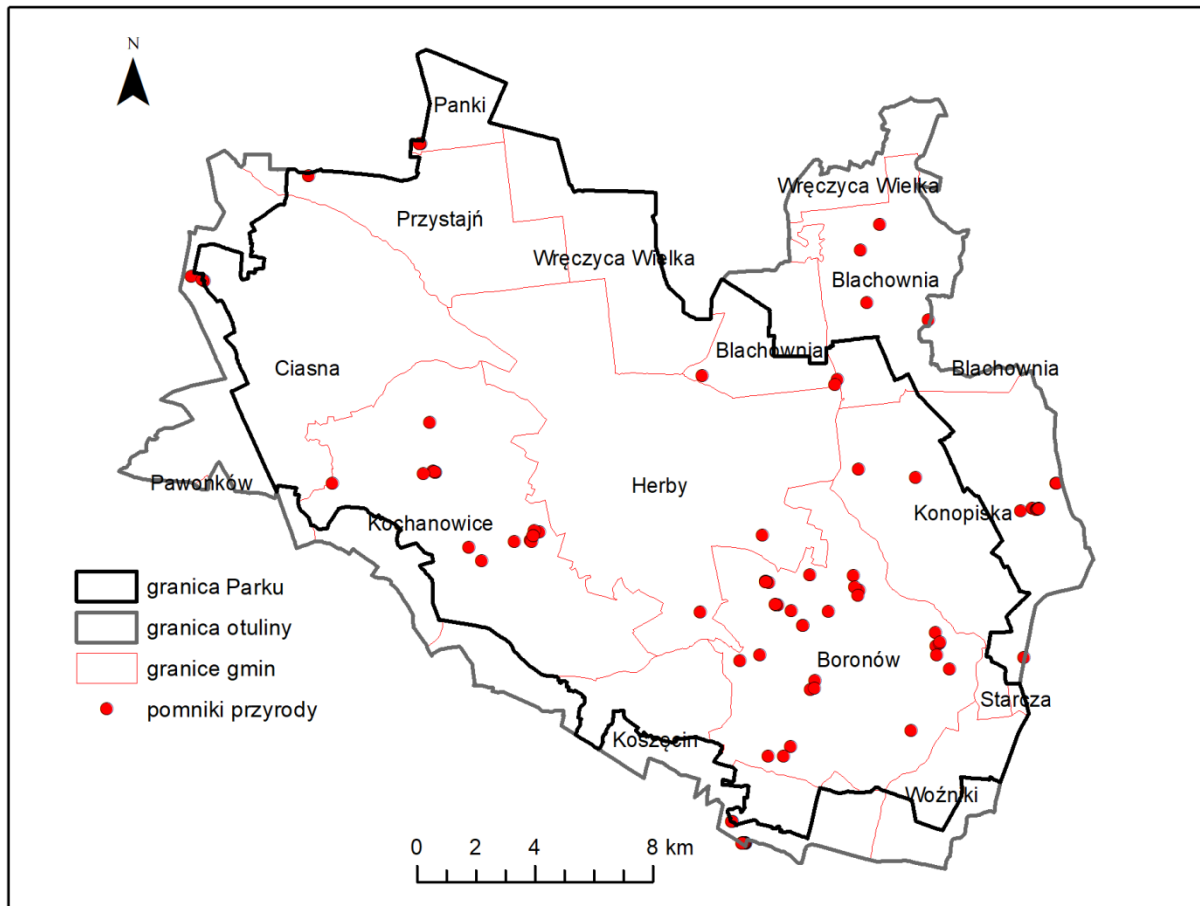 N
Panki
Wręczyca Wielka
Przystajń
Wręczyca Wielka
Blachownia
Blachownia
Blachownia
Ciasna
Pawonków
Herby
Kochanowice
Konopiska
granica Parku
granica otuliny
granice gmin
pomniki przyrody
Boronów
Starcza
Koszęcin
Woźniki
0 2 4 8 km